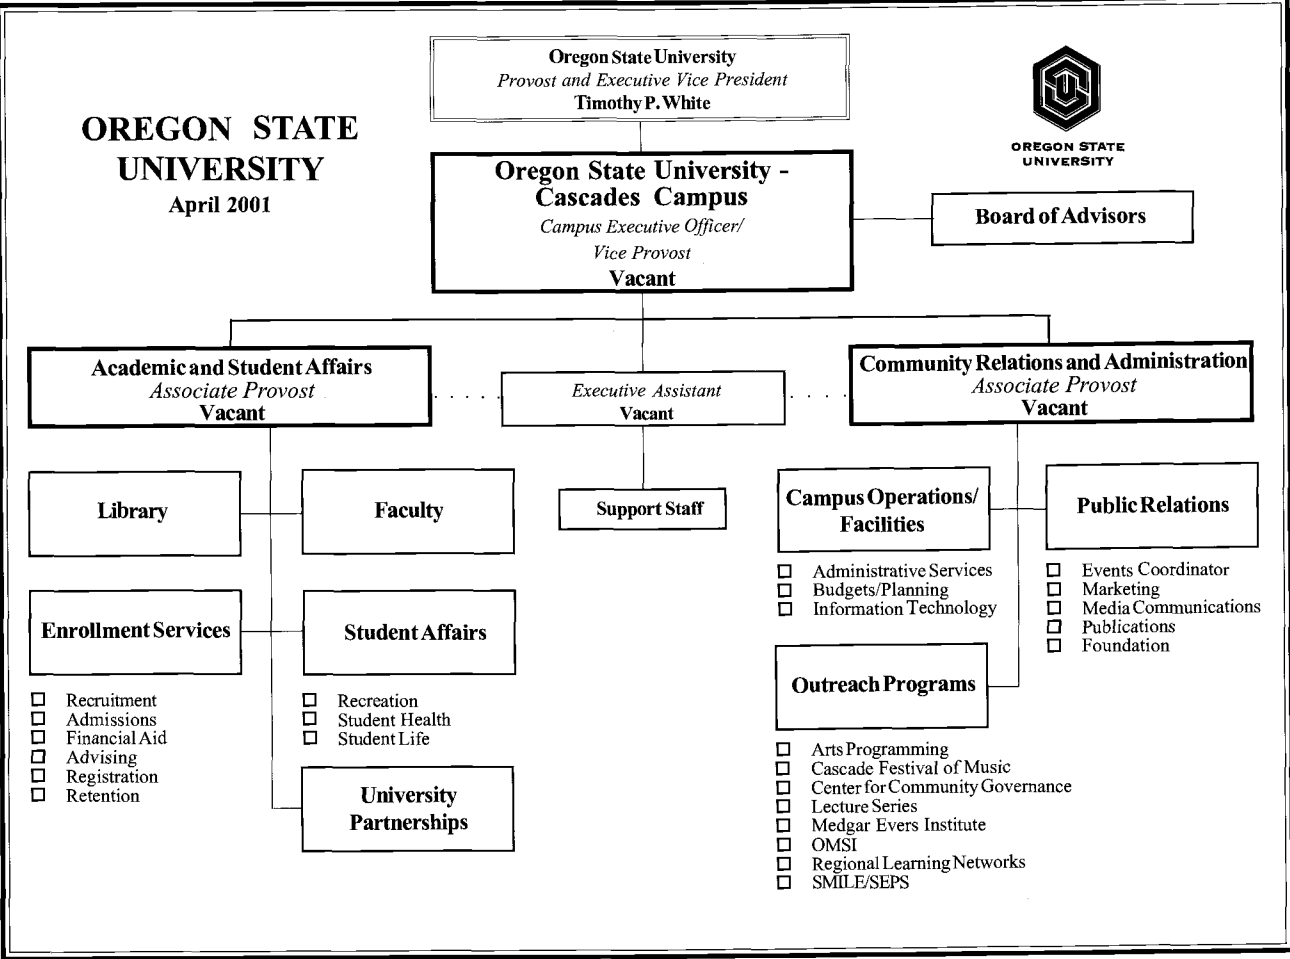 Oregon State University
Provost and Executive Vice President
Timothy P. White
OREGON STATE
UNIVERSITY
April 2001
OREGON STATE
UNIVERSITY
Oregon State University -
Cascades Campus
Campus Executive Officer/
Vice Provost
Vacant
Board of Advisors
Academic and Student Affairs
Associate Provost
Vacant
Executive Assistant
Vacant
Community Relations and Administration
Associate Provost
Vacant
Library
Faculty
Support Staff
Campus Operations/
Facilities
Administrative Services
Budgets/Planning
Information Technology
Public Relations
Events Coordinator
Marketing
Media Communications
Publications
Foundation
Enrollment Services
Recruitment
Admissions
Financial Aid
Advising
Registration
Retention
Student Affairs
Recreation
Student Health
Student Life
University
Partnerships
Outreach Programs
Arts Programming
Cascade Festival of Music
Center for Community Governance
Lecture Series
Medgar Evers Institute
OMSI
Regional Learning Networks
SMILE/SEPS